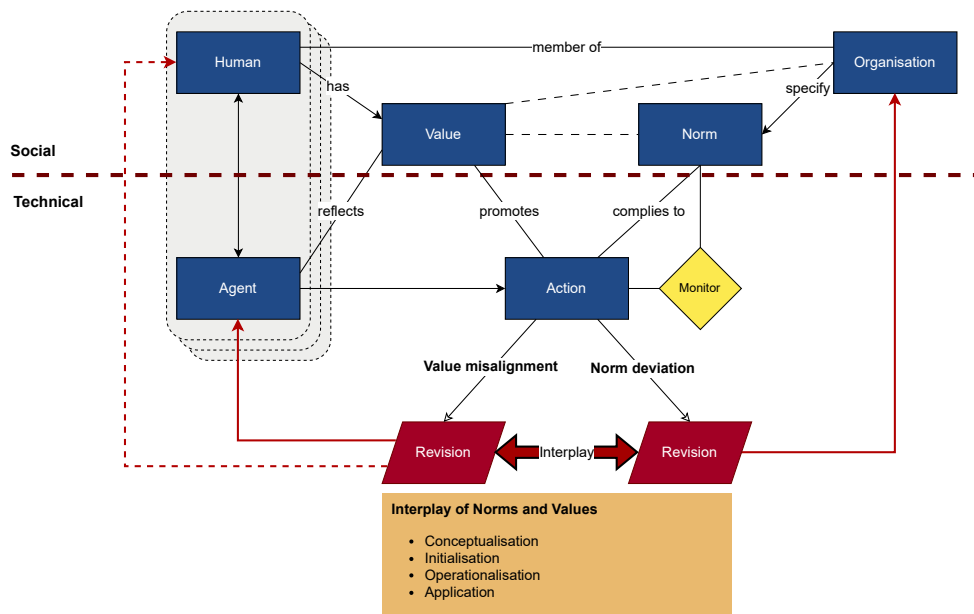 Human
member of
Organisation
has
specify
Value
Norm
Social
Technical
reflects
promotes
complies to
Agent
Action
Monitor
Value misalignment
Norm deviation
Revision
Interplay
Revision
Interplay of Norms and Values
• Conceptualisation
• Initialisation
• Operationalisation
• Application